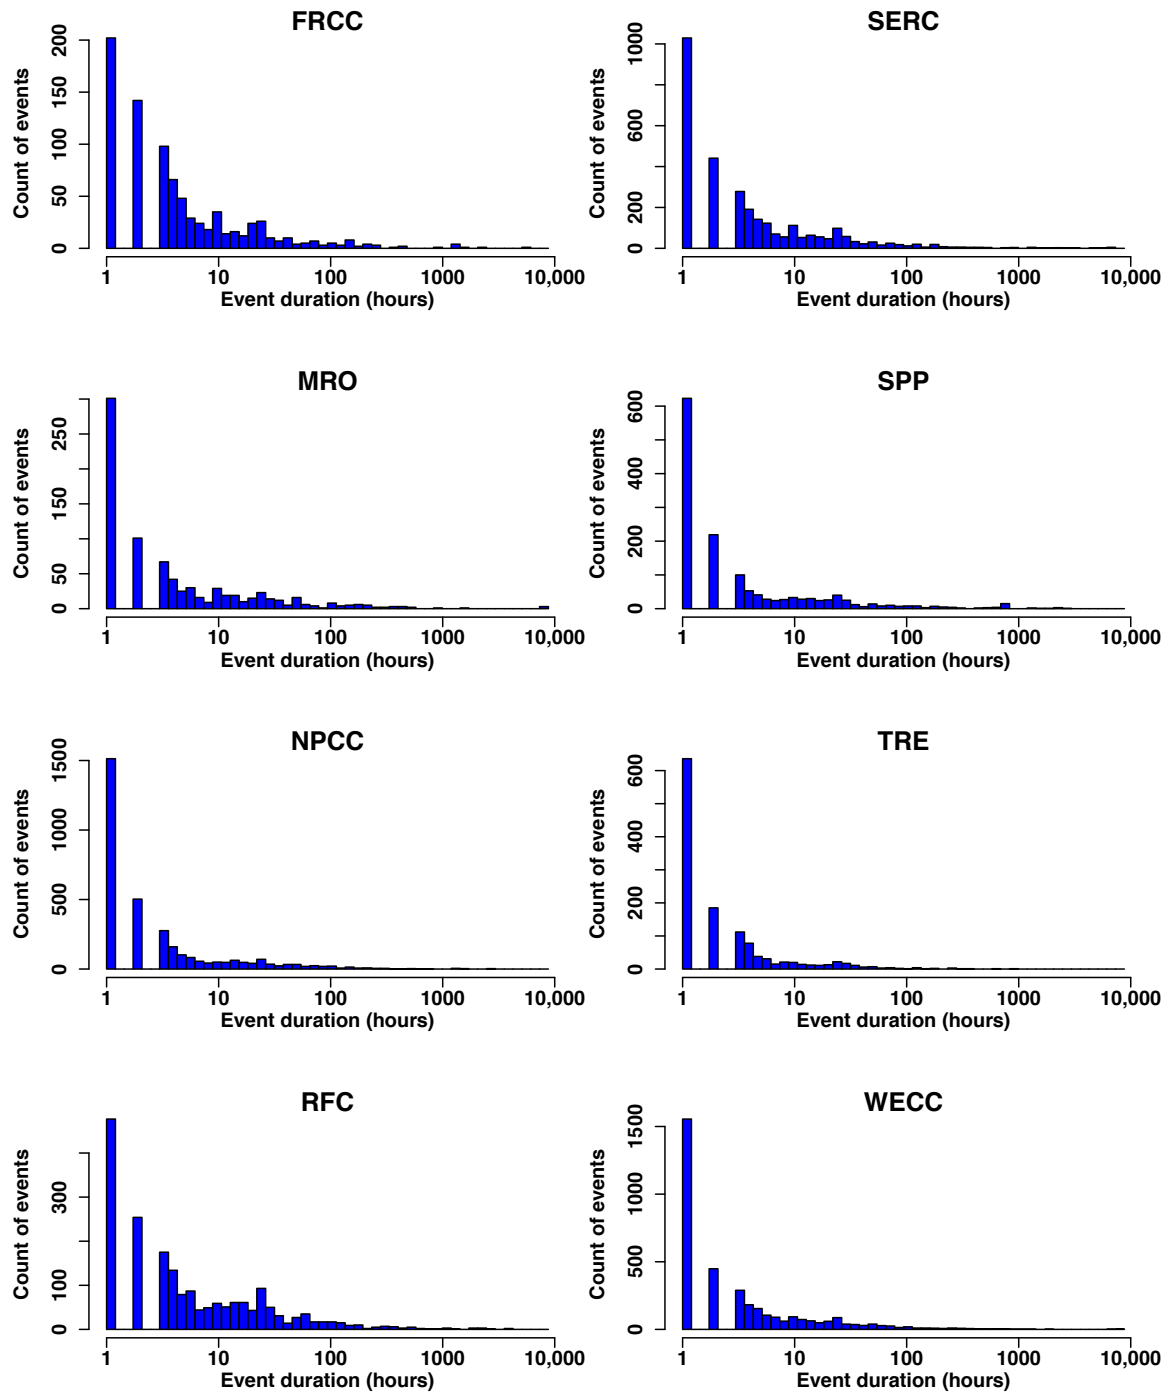 FRCC
Count of events
0 50 100 150 200
1 10 100 1000 10,000
Event duration (hours)
SERC
Count of events
0 200 600 1000
1 10 100 1000 10,000
Event duration (hours)
MRO
Count of events
0 50 150 250
1 10 100 1000 10,000
Event duration (hours)
SPP
Count of events
0 200 400 600
1 10 100 1000 10,000
Event duration (hours)
NPCC
Count of events
0 500 1000 1500
1 10 100 1000 10,000
Event duration (hours)
TRE
Count of events
0 200 400 600
1 10 100 1000 10,000
Event duration (hours)
RFC
Count of events
0 100 300
1 10 100 1000 10,000
Event duration (hours)
WECC
Count of events
0 500 1000 1500
1 10 100 1000 10,000
Event duration (hours)